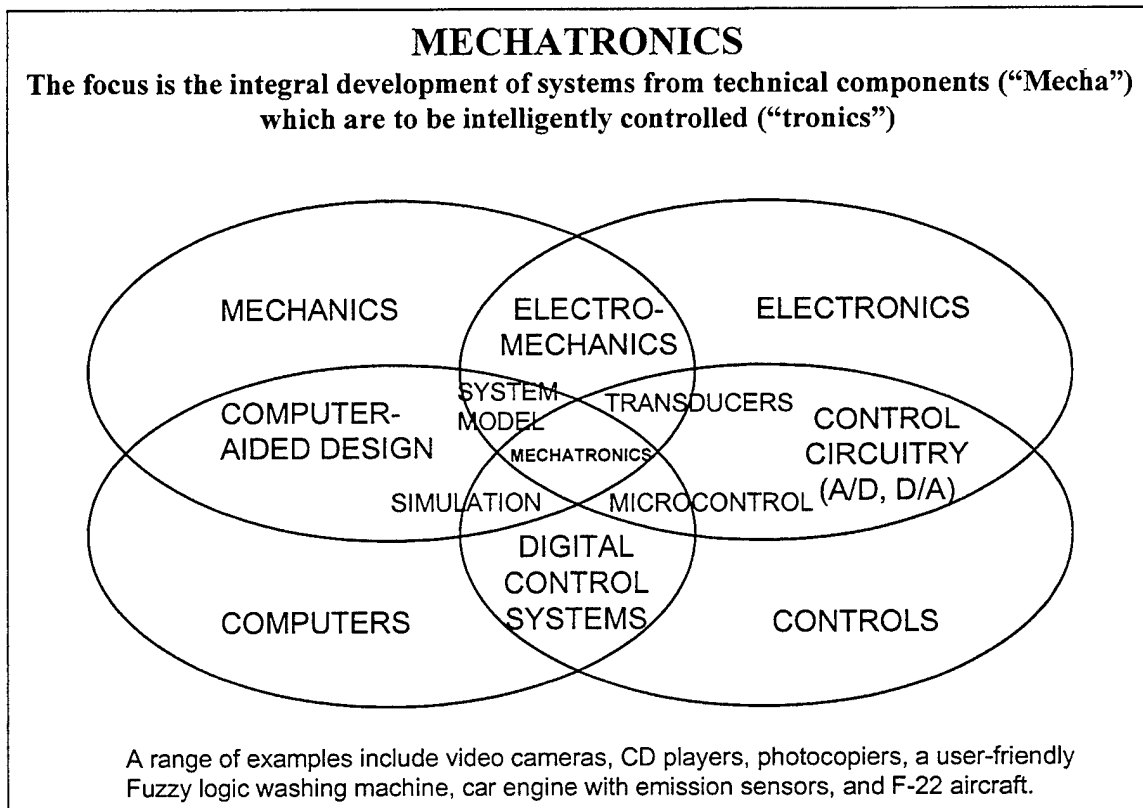 MECHATRONICS
The focus is the integral development of systems from technical components (“Mecha”)
which are to be intelligently controlled (“tronics”)
MECHANICS
ELECTRO-
MECHANICS
ELECTRONICS
COMPUTER-
AIDED DESIGN
SYSTEM
MODEL
TRANSDUCERS
CONTROL
CIRCUITRY
(A/D, D/A)
MECHATRONICS
SIMULATION
MICROCONTROL
DIGITAL
CONTROL
SYSTEMS
COMPUTERS
CONTROLS
A range of examples include video cameras, CD players, photocopiers, a user-friendly
Fuzzy logic washing machine, car engine with emission sensors, and F-22 aircraft.